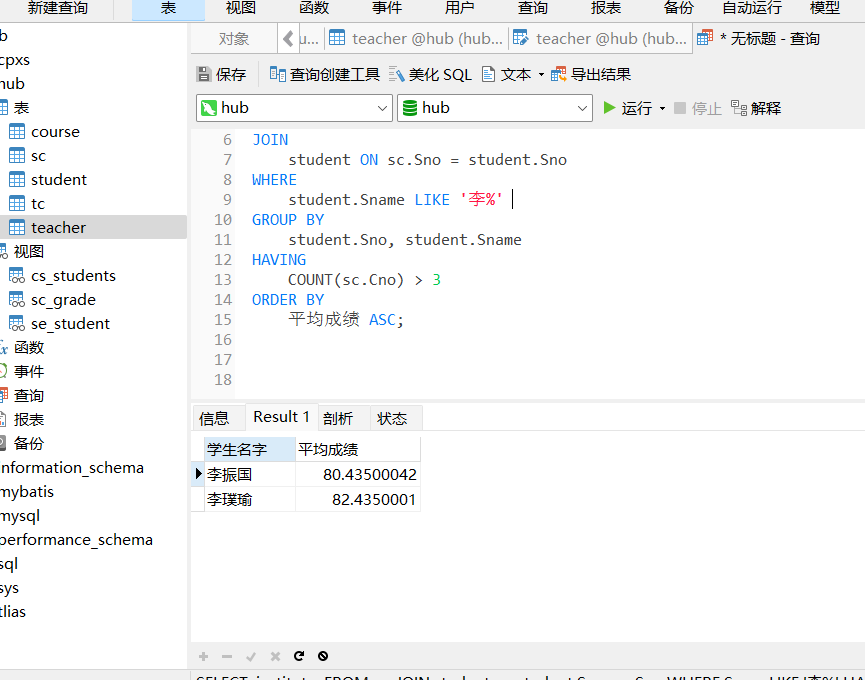 新建查询 表 视图 函数 事件 用户 查询 报表 备份 自动运行 模型
b
cpxs
hub
表
course
sc
student
tc
teacher
视图
cs_students
sc_grade
se_student
函数
事件
查询
报表
备份
information_schema
mybatis
mysql
performance_schema
sql
sys
tlias
对象 u... teacher @hub (hub... teacher @hub (hub... * 无标题 - 查询
保存 查询创建工具 美化 SQL 文本 导出结果
hub hub 运行 停止 解释
6 JOIN
7 student ON sc.Sno = student.Sno
8 WHERE
9 student.Sname LIKE '李%'
10 GROUP BY
11 student.Sno, student.Sname
12 HAVING
13 COUNT(sc.Cno) > 3
14 ORDER BY
15 平均成绩 ASC;
16
17
18
信息 Result 1 剖析 状态
学生名字 平均成绩
李振国 80.43500042
李璞瑜 82.4350001